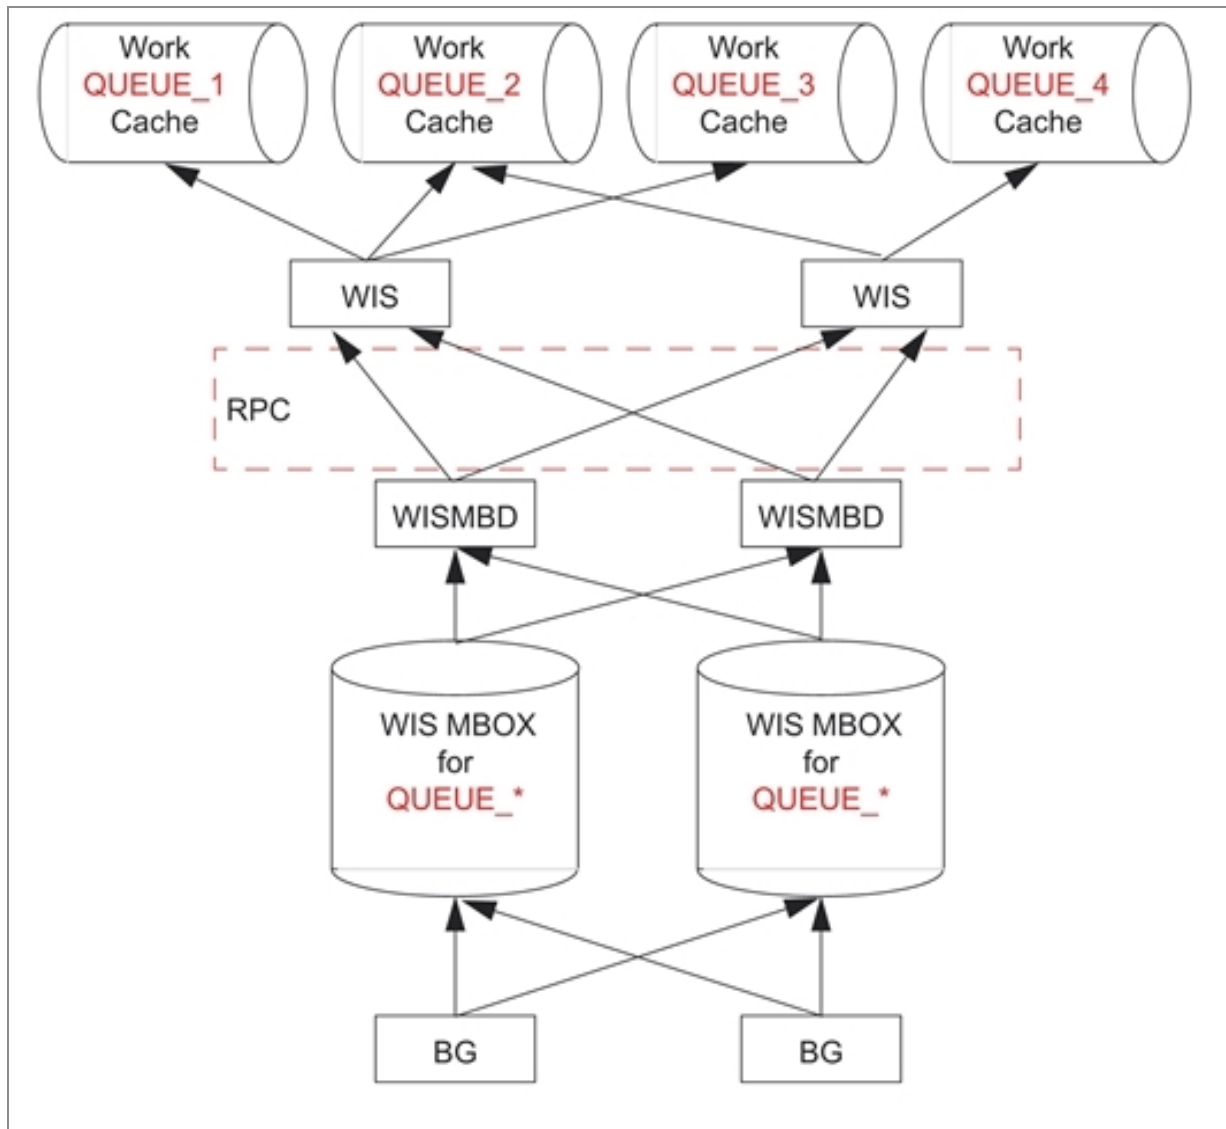 Work
QUEUE_1
Cache
Work
QUEUE_2
Cache
Work
QUEUE_3
Cache
Work
QUEUE_4
Cache
WIS
WIS
RPC
WISMBD
WISMBD
WIS MBOX
for
QUEUE_*
WIS MBOX
for
QUEUE_*
BG
BG